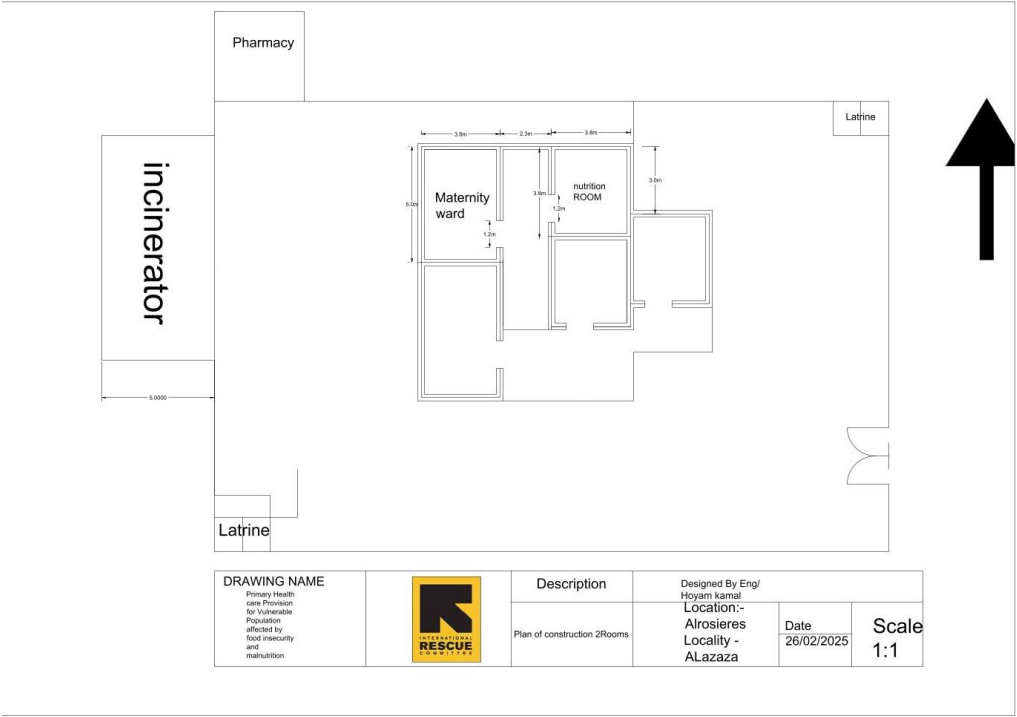 Pharmacy
Latrine
incinerator
3.8m
2.3m
3.8m
5.0m
Maternity
ward
1.2m
3.8m
nutrition
ROOM
1.2m
3.0m
Latrine
DRAWING NAME
Primary Health
care Provision
for Vulnerable
Population
affected by
food insecurity
and
malnutrition
INTERNATIONAL
RESCUE
COMMITTEE
Description
Plan of construction 2Rooms
Designed By Eng/
Hoyam kamal
Location:-
Alrosieres
Locality -
ALazaza
Date
26/02/2025
Scale
1:1